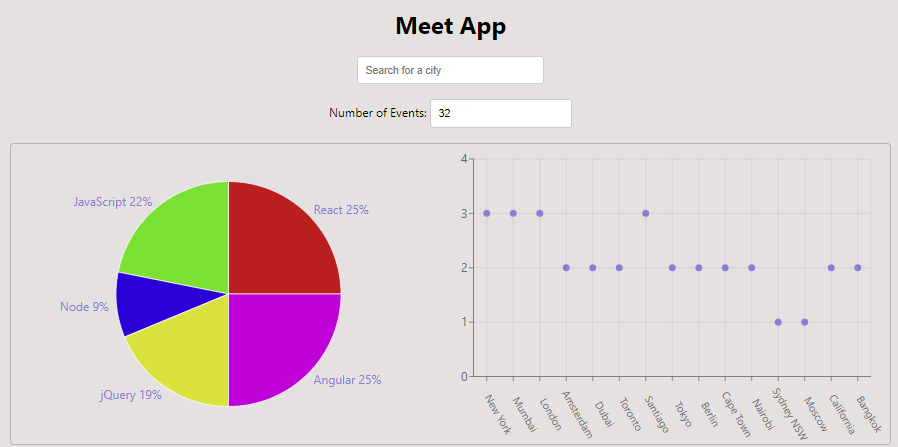 Meet App
Search for a city
Number of Events: 32
JavaScript 22%
React 25%
Node 9%
jQuery 19%
Angular 25%
4
3
2
1
0
New York
Mumbai
London
Amsterdam
Dubai
Toronto
Santiago
Tokyo
Berlin
Cape Town
Nairobi
Sydney NSW
Moscow
California
Bangkok